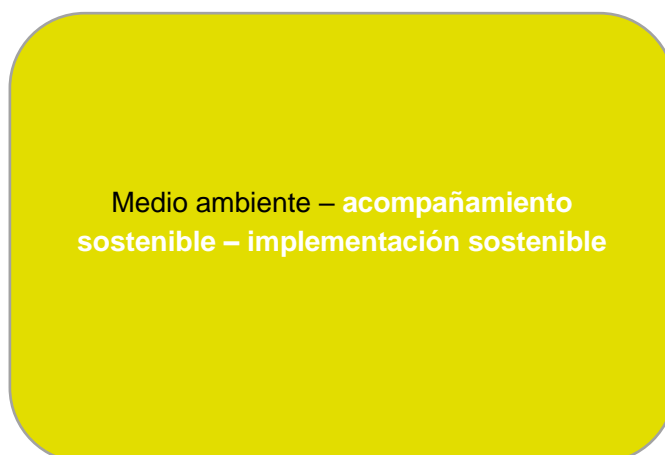 Medio ambiente – acompañamiento
sostenible – implementación sostenible